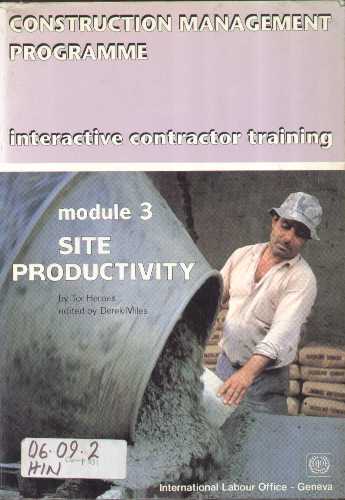 CONSTRUCTION MANAGEMENT
PROGRAMME
interactive contractor training
module 3
SITE
PRODUCTIVITY
by Tor Hernes
edited by Derek Miles
06.09.2
HIN
International Labour Office - Geneva